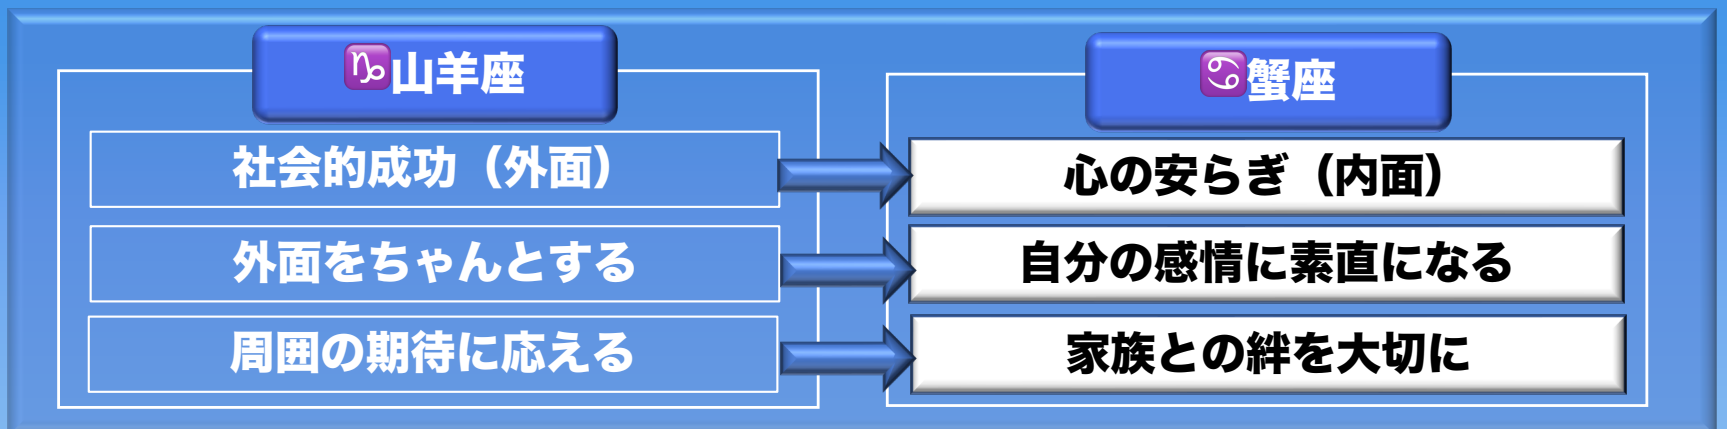 ♑山羊座
社会的成功（外面）
外面をちゃんとする
周囲の期待に応える
♋蟹座
心の安らぎ（内面）
自分の感情に素直になる
家族との絆を大切に